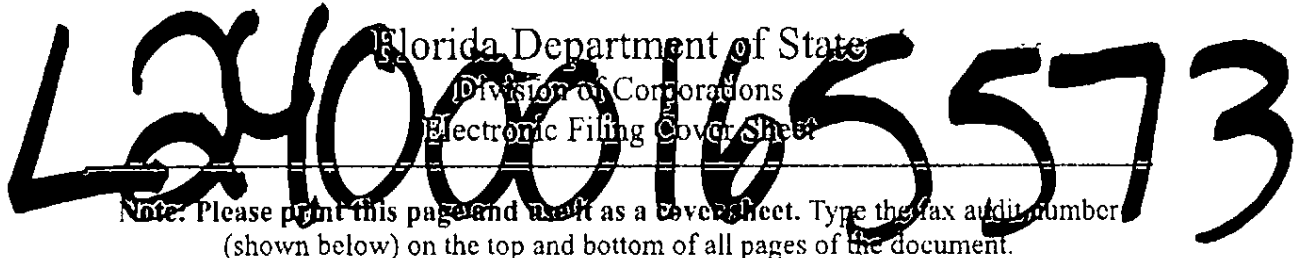 L24000165573
Florida Department of State
Division of Corporations
Electronic Filing Cover Sheet
Note: Please print this page and use it as a cover sheet. Type the fax audit number
(shown below) on the top and bottom of all pages of the document.